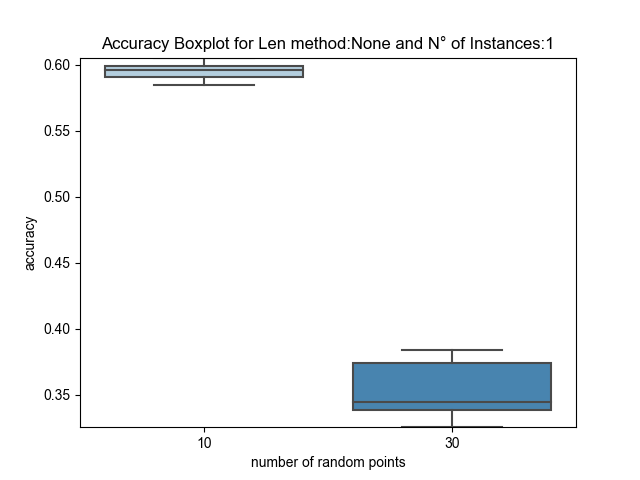 Accuracy Boxplot for Len method:None and N° of Instances:1
0.60
0.55
0.50
0.45
0.40
0.35
accuracy
10
30
number of random points